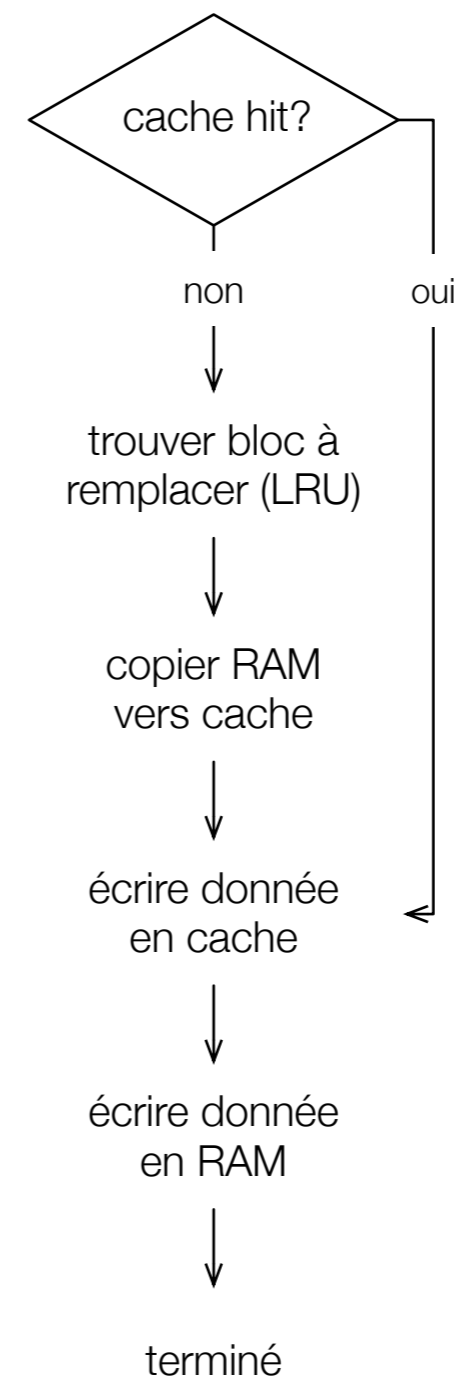 cache hit?
non
oui
trouver bloc à
remplacer (LRU)
copier RAM
vers cache
écrire donnée
en cache
écrire donnée
en RAM
terminé